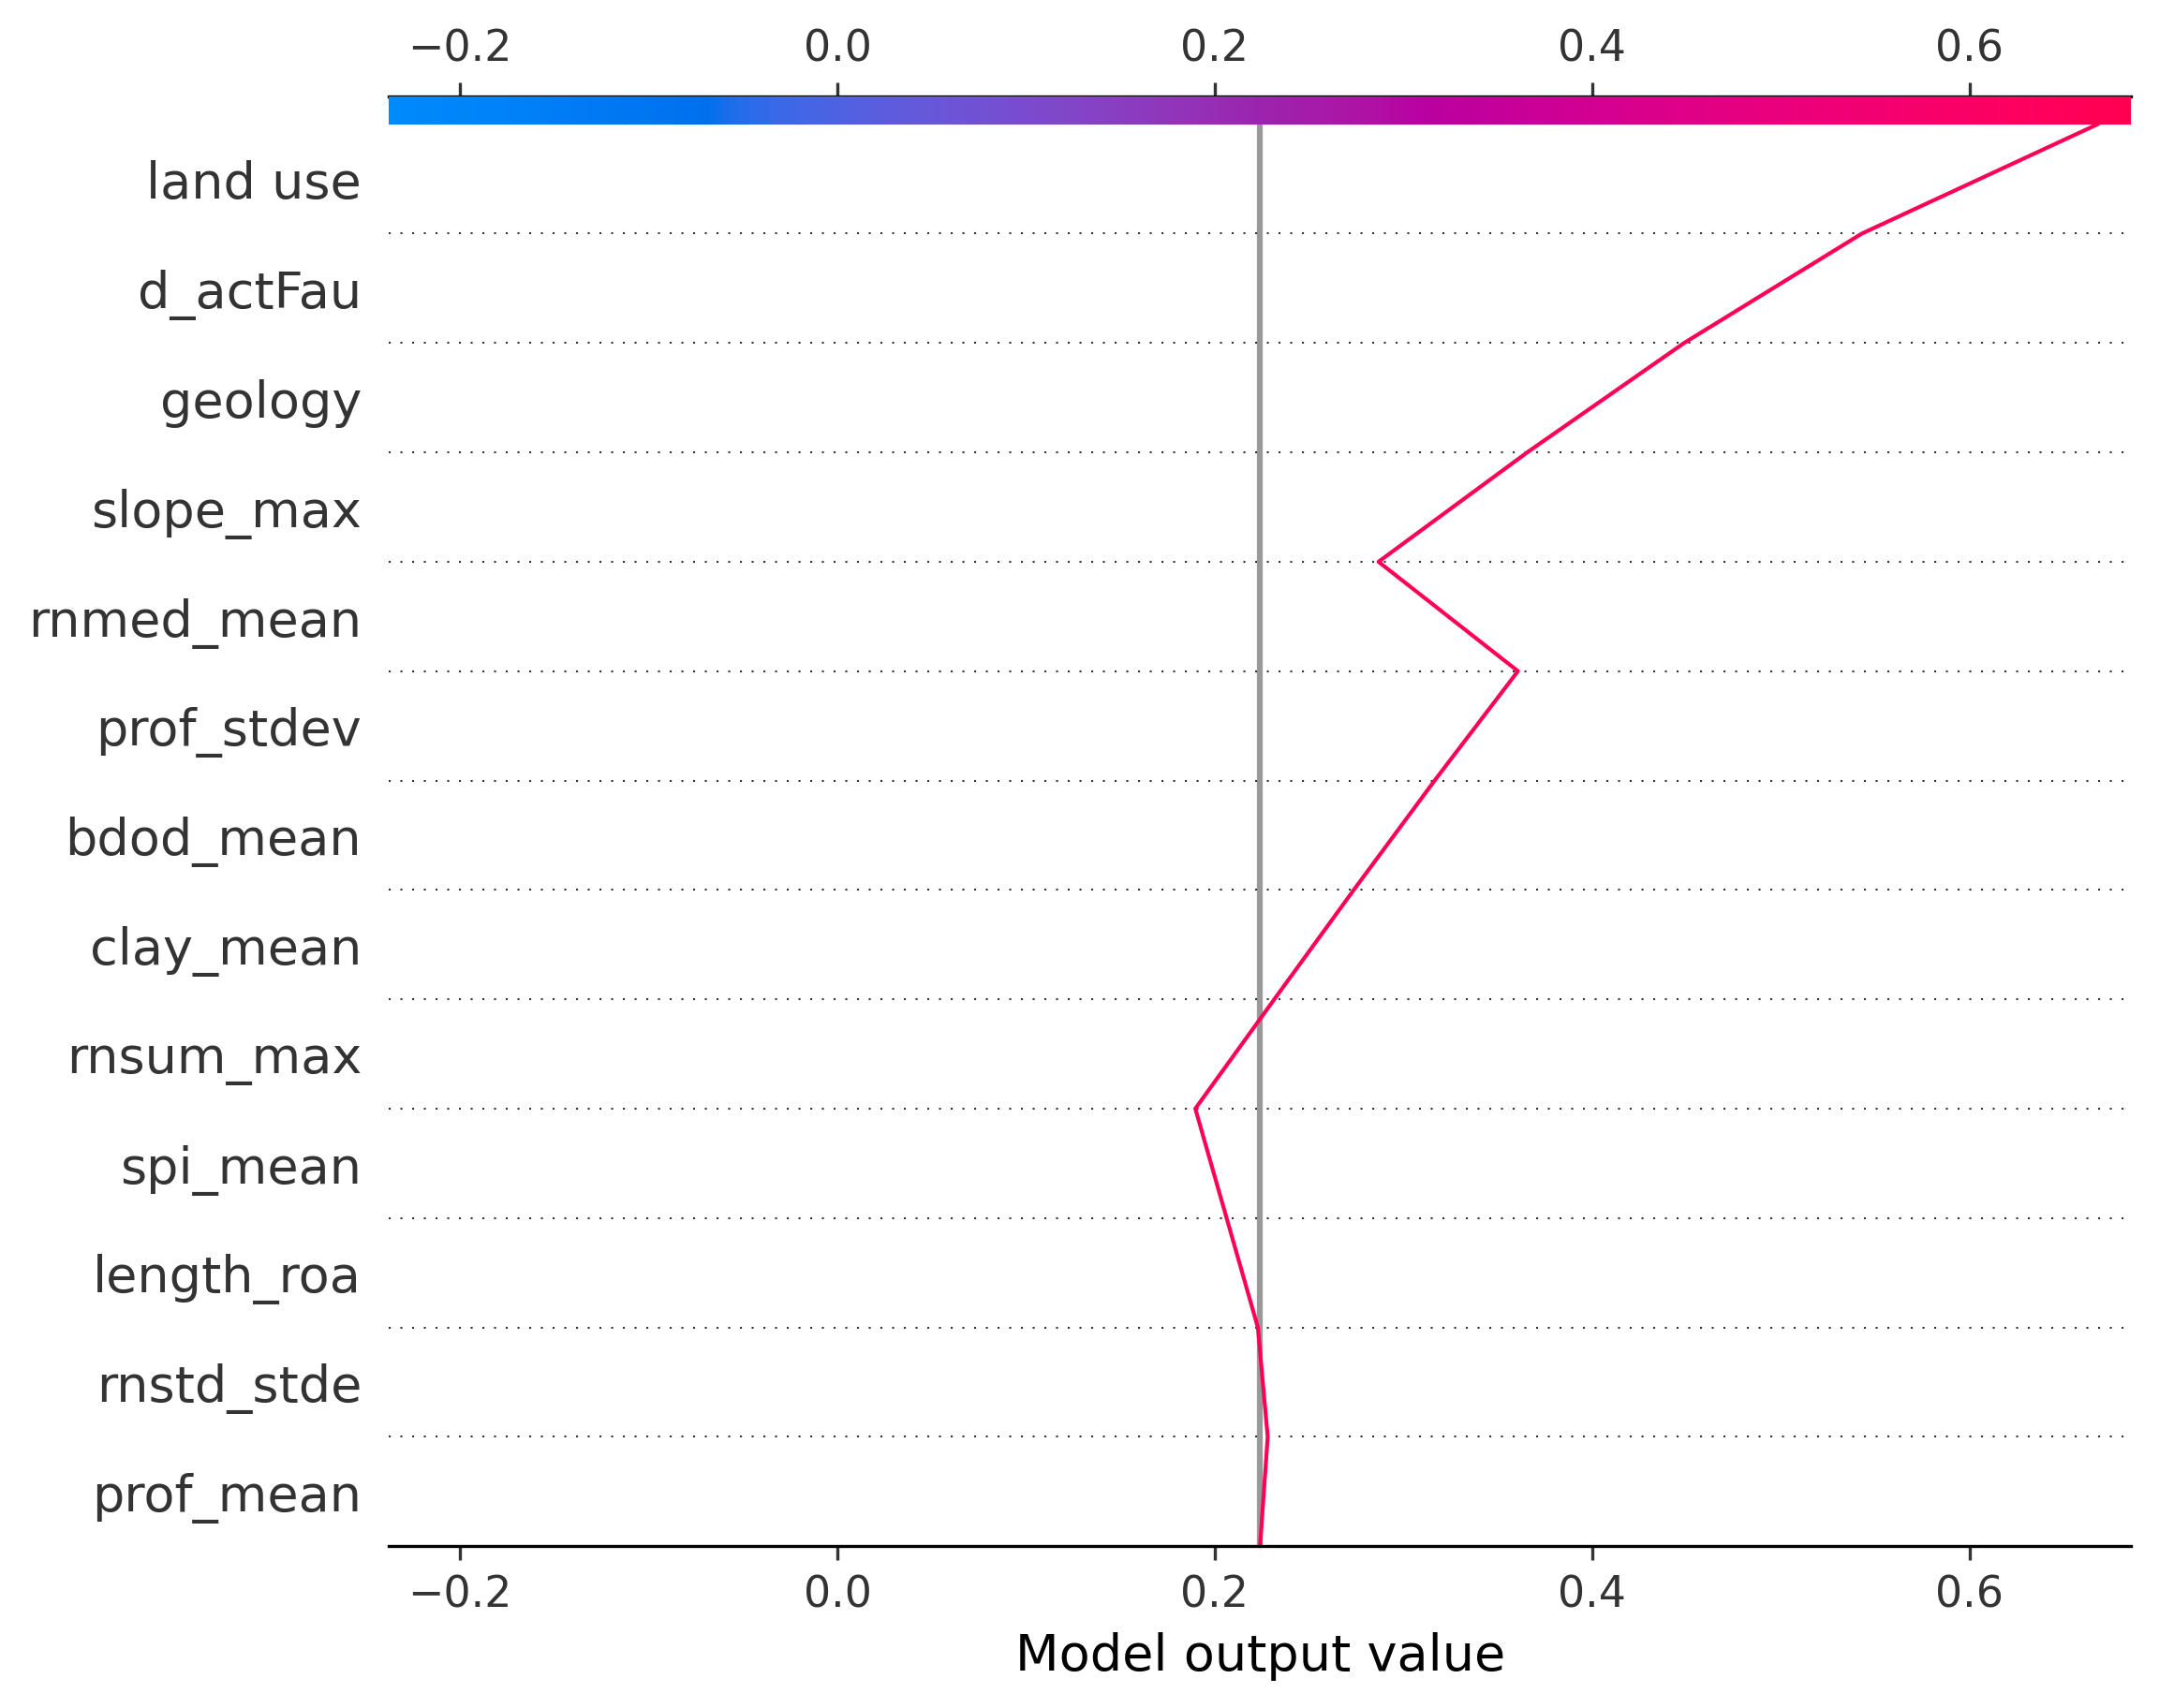 −0.2 0.0 0.2 0.4 0.6
land use
d_actFau
geology
slope_max
rnmed_mean
prof_stdev
bdod_mean
clay_mean
rnsum_max
spi_mean
length_roa
rnstd_stde
prof_mean
−0.2 0.0 0.2 0.4 0.6
Model output value